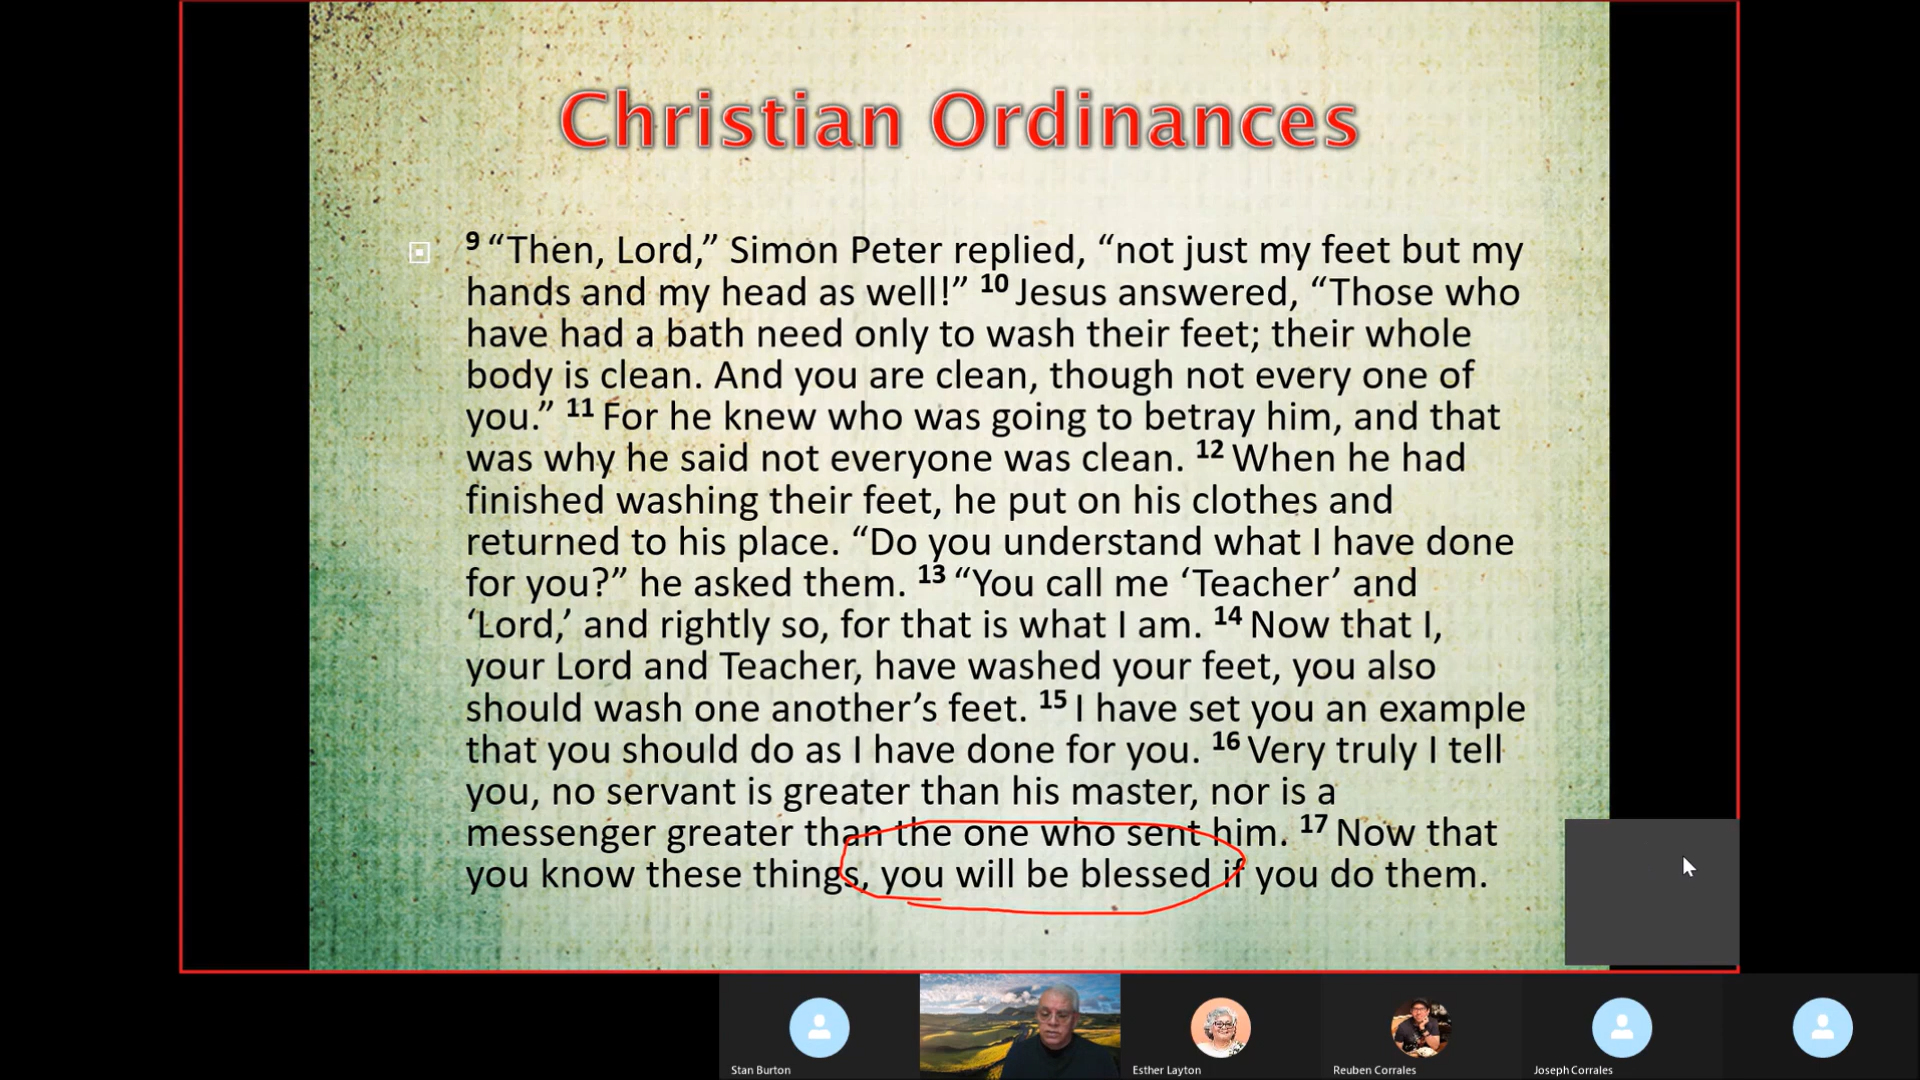 Christian Ordinances
9 “Then, Lord,” Simon Peter replied, “not just my feet but my
hands and my head as well!” 10 Jesus answered, “Those who
have had a bath need only to wash their feet; their whole
body is clean. And you are clean, though not every one of
you.” 11 For he knew who was going to betray him, and that
was why he said not everyone was clean. 12 When he had
finished washing their feet, he put on his clothes and
returned to his place. “Do you understand what I have done
for you?” he asked them. 13 “You call me ‘Teacher’ and
‘Lord,’ and rightly so, for that is what I am. 14 Now that I,
your Lord and Teacher, have washed your feet, you also
should wash one another’s feet. 15 I have set you an example
that you should do as I have done for you. 16 Very truly I tell
you, no servant is greater than his master, nor is a
messenger greater than the one who sent him. 17 Now that
you know these things, you will be blessed if you do them.
Stan Burton
Esther Layton
Reuben Corrales
Joseph Corrales